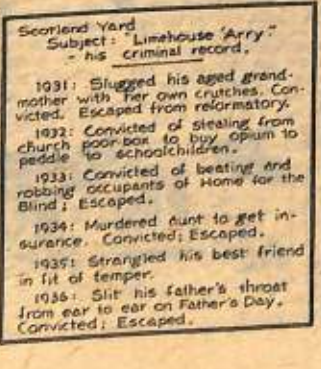 Scotland Yard
Subject: "Limehouse 'Arry"
- his criminal record.
1931: Slugged his aged grand-
mother with her own crutches. Con-
victed. Escaped from reformatory.
1932: Convicted of stealing from
church poor-box to buy opium to
peddle to schoolchildren.
1933: Convicted of beating and
robbing occupants of Home for the
Blind; Escaped.
1934: Murdered Aunt to get in-
surance. Convicted; Escaped.
1935: Strangled his best friend
in fit of temper.
1936: Slit his father's throat
from ear to ear on Father's Day.
Convicted; Escaped.